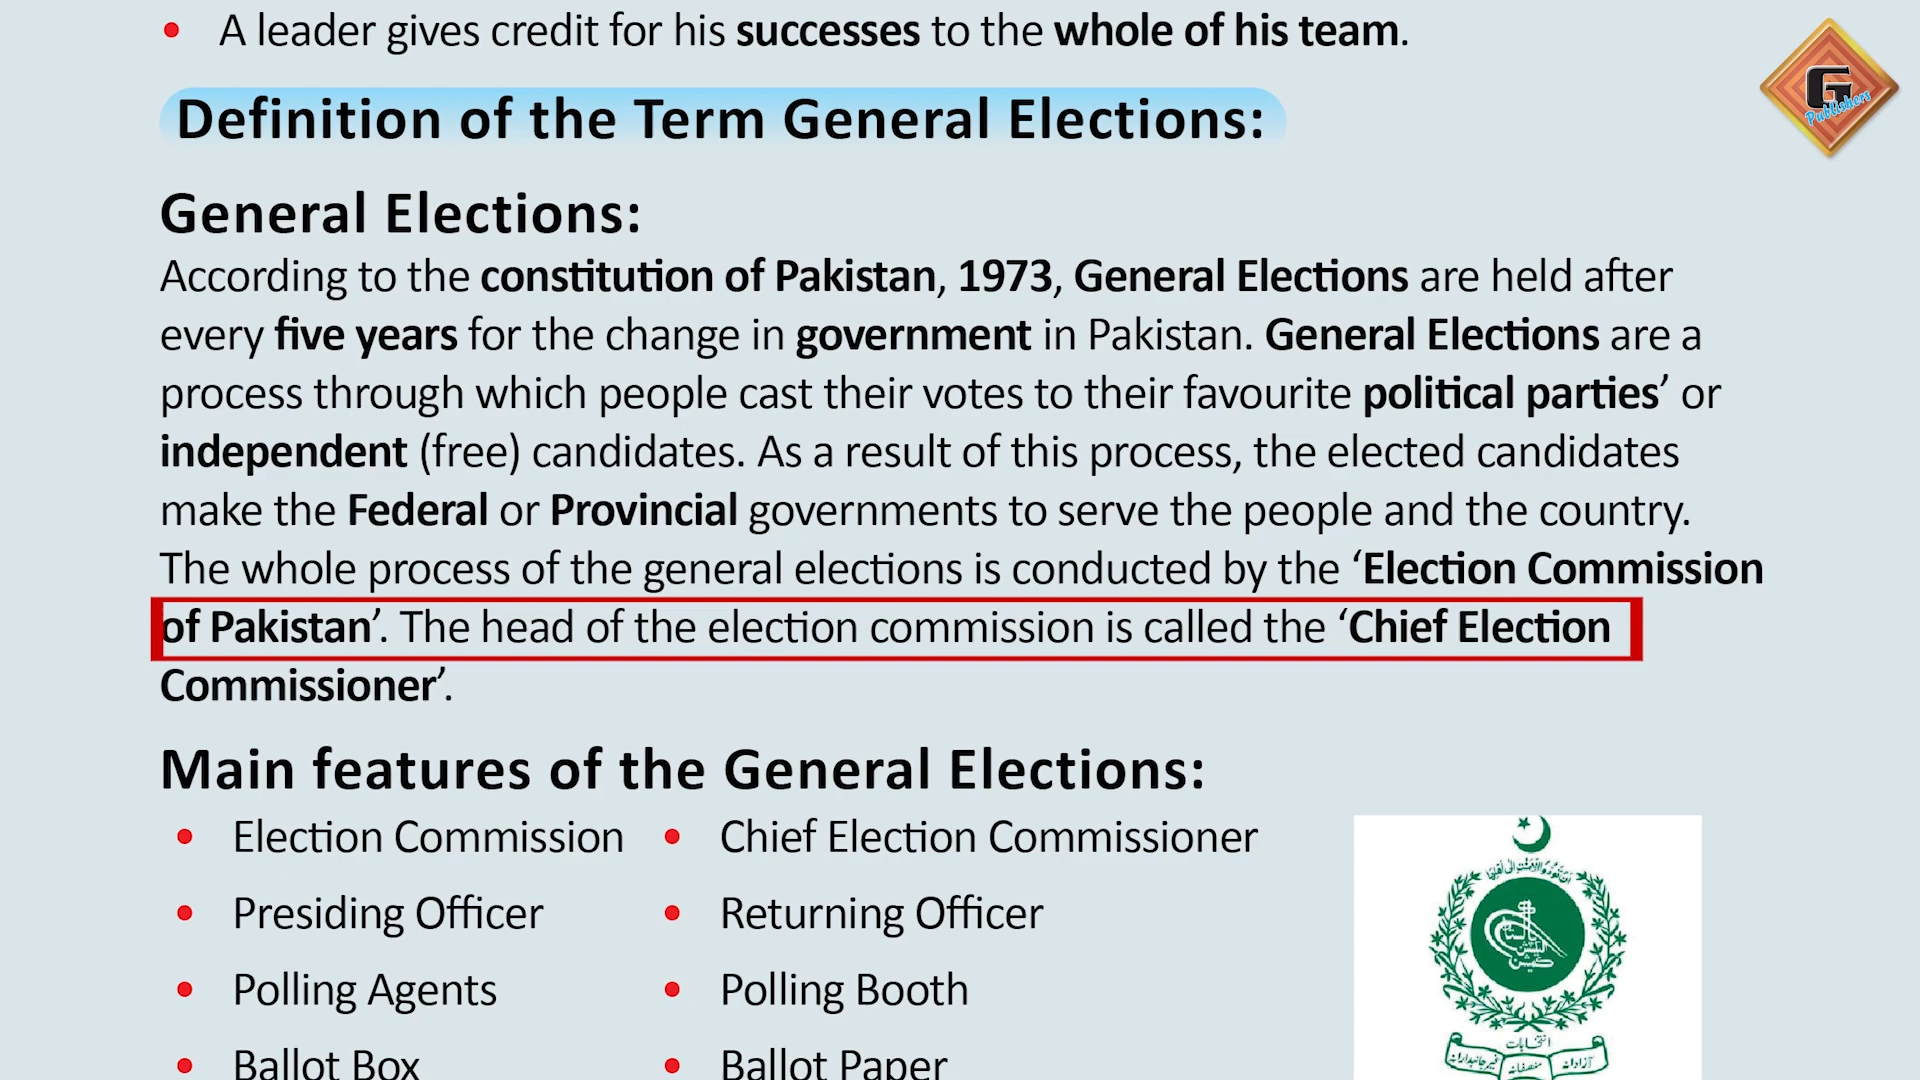 • A leader gives credit for his successes to the whole of his team.
G
Publishers
Definition of the Term General Elections:
General Elections:
According to the constitution of Pakistan, 1973, General Elections are held after
every five years for the change in government in Pakistan. General Elections are a
process through which people cast their votes to their favourite political parties’ or
independent (free) candidates. As a result of this process, the elected candidates
make the Federal or Provincial governments to serve the people and the country.
The whole process of the general elections is conducted by the ‘Election Commission
of Pakistan’. The head of the election commission is called the ‘Chief Election
Commissioner’.
Main features of the General Elections:
• Election Commission • Chief Election Commissioner
• Presiding Officer • Returning Officer
• Polling Agents • Polling Booth
• Ballot Box • Ballot Paper
انتخابات
آزادانہ منصفانہ غیرجانبدارانہ